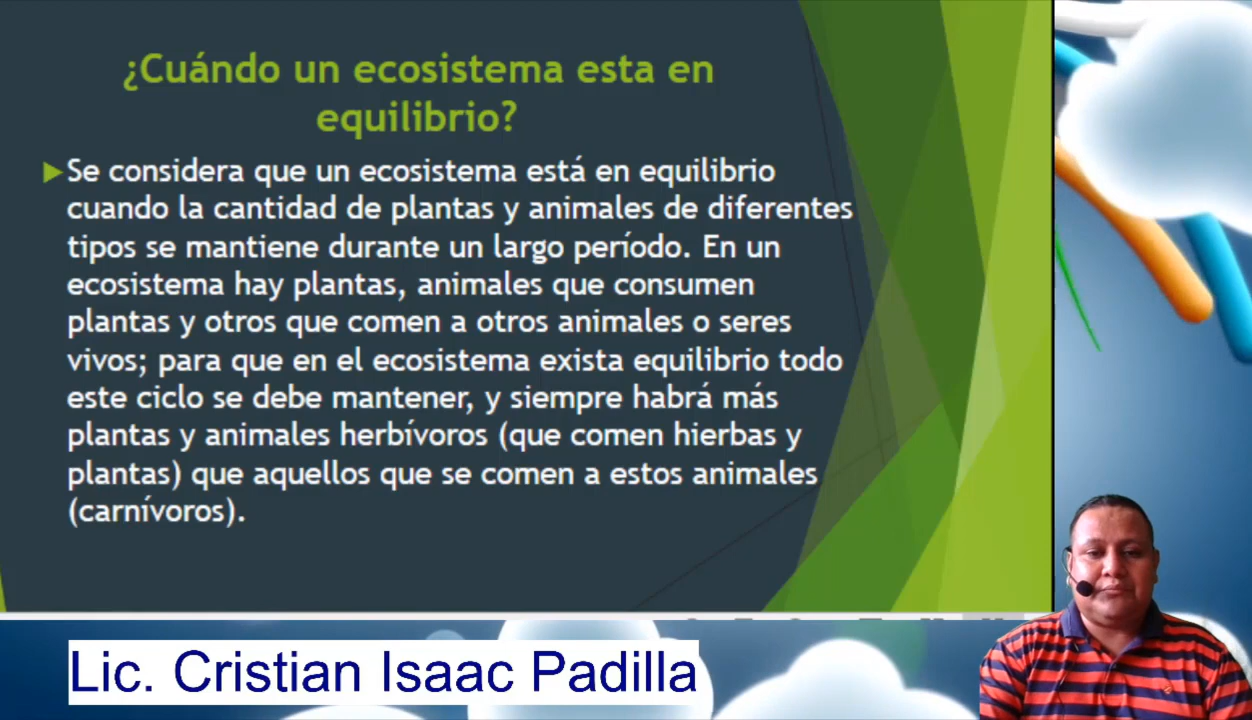 ¿Cuándo un ecosistema esta en
equilibrio?
Se considera que un ecosistema está en equilibrio
cuando la cantidad de plantas y animales de diferentes
tipos se mantiene durante un largo período. En un
ecosistema hay plantas, animales que consumen
plantas y otros que comen a otros animales o seres
vivos; para que en el ecosistema exista equilibrio todo
este ciclo se debe mantener, y siempre habrá más
plantas y animales herbívoros (que comen hierbas y
plantas) que aquellos que se comen a estos animales
(carnívoros).
Lic. Cristian Isaac Padilla